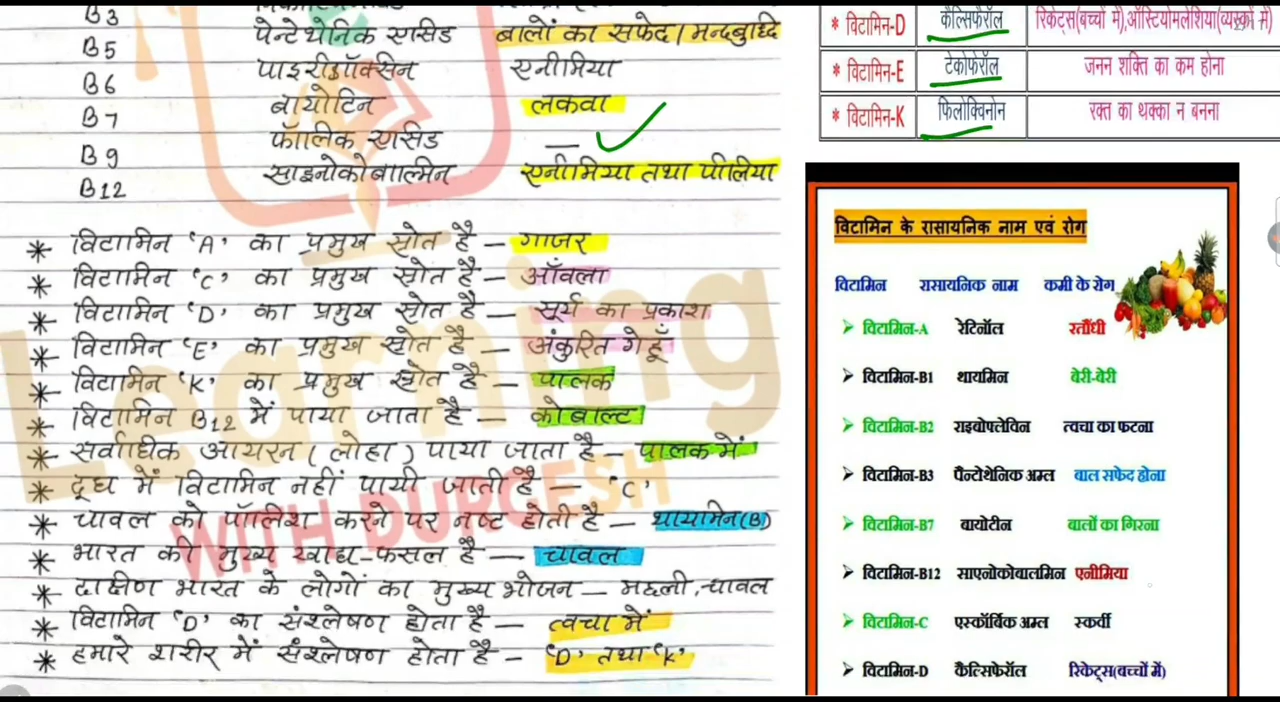 B3
B5 पेन्टेथेनिक एसिड बालों का सफेद / मन्दबुध्दि
B6 पाइरीडॉक्सिन एनीमिया
B7 बायोटिन लकवा
B9 फॉलिक एसिड —
B12 साइनोकोबाल्मिन एनीमिया तथा पीलिया
* विटामिन 'A' का प्रमुख स्रोत है – गाजर
* विटामिन 'C' का प्रमुख स्रोत है – आँवला
* विटामिन 'D' का प्रमुख स्रोत है – सूर्य का प्रकाश
* विटामिन 'E' का प्रमुख स्रोत है – अंकुरित गेहूँ
* विटामिन 'K' का प्रमुख स्रोत है – पालक
* विटामिन B12 में पाया जाता है – कोबाल्ट
* सर्वाधिक आयरन (लोहा) पाया जाता है – पालक में
* दूध में विटामिन नहीं पायी जाती है – 'C'
* चावल को पॉलिश करने पर नष्ट होती है – थायामिन (B)
* भारत की मुख्य खाद्य-फसल है – चावल
* दक्षिण भारत के लोगों का मुख्य भोजन – मछली, चावल
* विटामिन 'D' का संश्लेषण होता है – त्वचा में
* हमारे शरीर में संश्लेषण होता है – 'D' तथा 'K'
Learning
WITH DURGESH
* विटामिन-D कैल्सिफैरॉल रिकेट्स(बच्चों में),ऑस्टियोमलेशिया(व्यस्कों में)
* विटामिन-E टेकोफेरॉल जनन शक्ति का कम होना
* विटामिन-K फिलोक्विनोन रक्त का थक्का न बनना
विटामिन के रासायनिक नाम एवं रोग
विटामिन रासायनिक नाम कमी के रोग
➢ विटामिन-A रेटिनॉल रतौंधी
➢ विटामिन-B1 थायमिन बेरी-बेरी
➢ विटामिन-B2 राइबोफ्लेविन त्वचा का फटना
➢ विटामिन-B3 पैन्टोथेनिक अम्ल बाल सफेद होना
➢ विटामिन-B7 बायोटीन बालों का गिरना
➢ विटामिन-B12 साएनोकोबालमिन एनीमिया
➢ विटामिन-C एस्कॉर्बिक अम्ल स्कर्वी
➢ विटामिन-D कैल्सिफेरॉल रिकेट्स(बच्चों में)